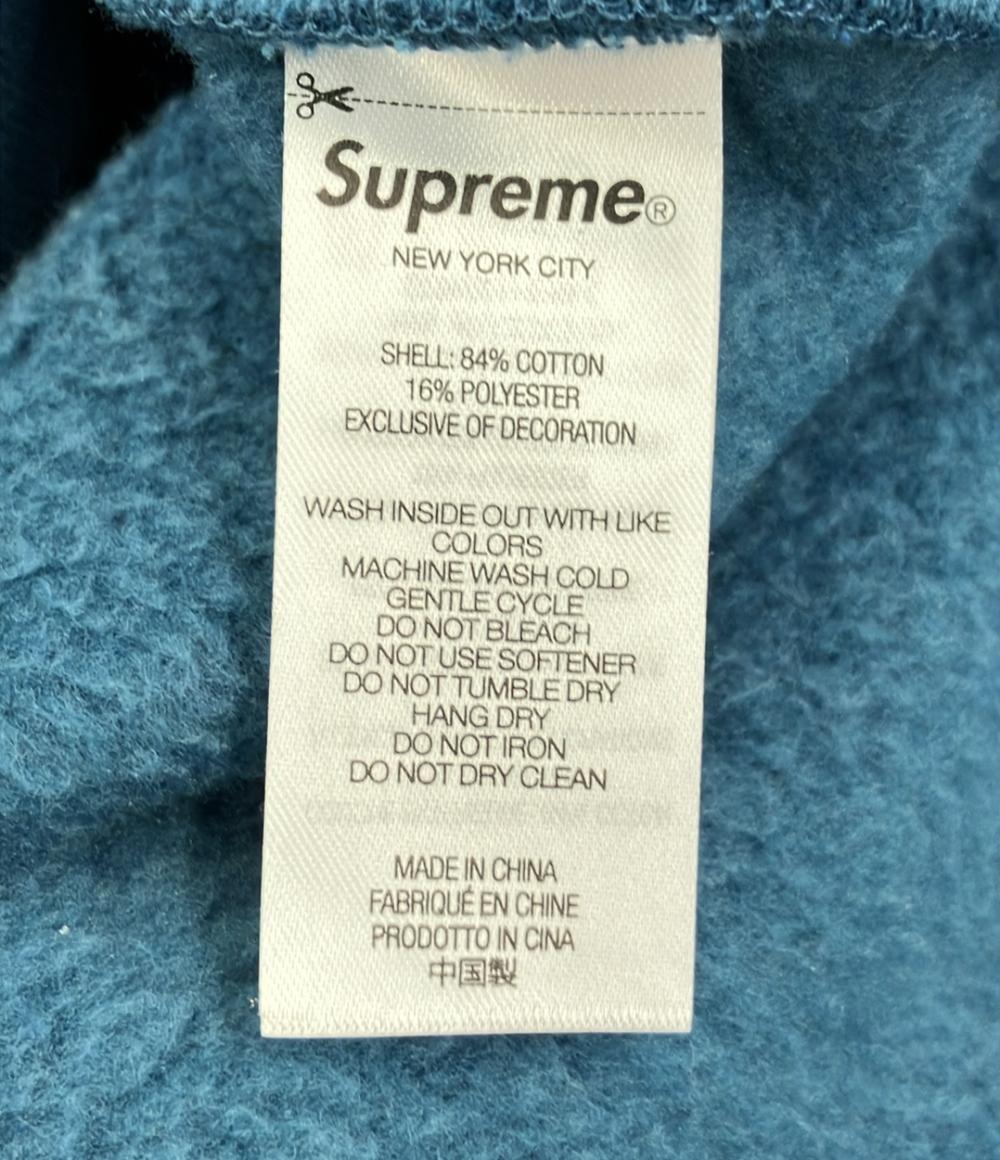 Supreme®
NEW YORK CITY
SHELL: 84% COTTON
16% POLYESTER
EXCLUSIVE OF DECORATION
WASH INSIDE OUT WITH LIKE
COLORS
MACHINE WASH COLD
GENTLE CYCLE
DO NOT BLEACH
DO NOT USE SOFTENER
DO NOT TUMBLE DRY
HANG DRY
DO NOT IRON
DO NOT DRY CLEAN
MADE IN CHINA
FABRIQUÉ EN CHINE
PRODOTTO IN CINA
中国製